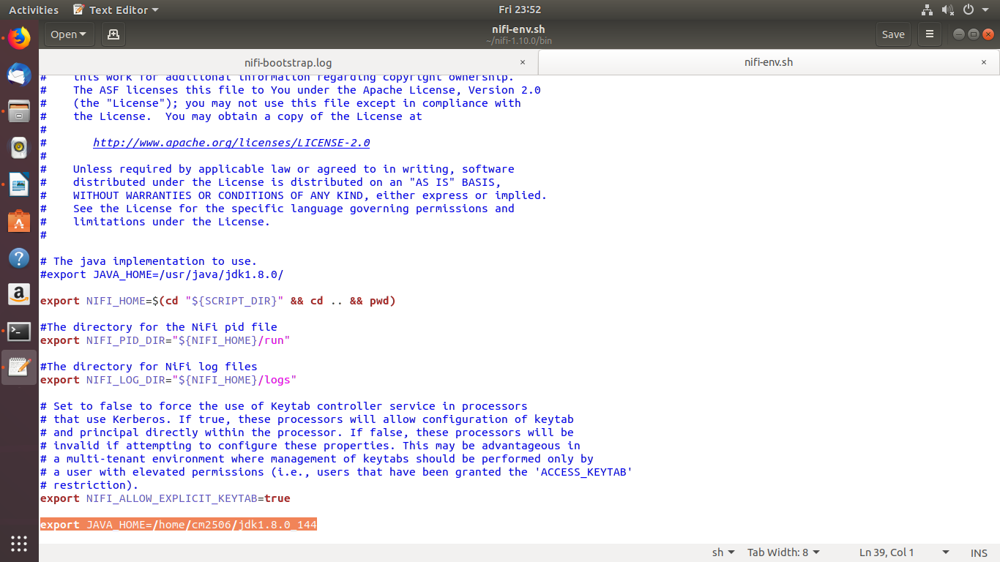 Activities
Text Editor
Fri 23:52
Open
nifi-env.sh
~/nifi-1.10.0/bin
Save
nifi-bootstrap.log
×
nifi-env.sh
×
#    this work for additional information regarding copyright ownership.
#    The ASF licenses this file to You under the Apache License, Version 2.0
#    (the "License"); you may not use this file except in compliance with
#    the License.  You may obtain a copy of the License at
#
#       http://www.apache.org/licenses/LICENSE-2.0
#
#    Unless required by applicable law or agreed to in writing, software
#    distributed under the License is distributed on an "AS IS" BASIS,
#    WITHOUT WARRANTIES OR CONDITIONS OF ANY KIND, either express or implied.
#    See the License for the specific language governing permissions and
#    limitations under the License.
#
# The java implementation to use.
#export JAVA_HOME=/usr/java/jdk1.8.0/
export NIFI_HOME=$(cd "${SCRIPT_DIR}" && cd .. && pwd)
#The directory for the NiFi pid file
export NIFI_PID_DIR="${NIFI_HOME}/run"
#The directory for NiFi log files
export NIFI_LOG_DIR="${NIFI_HOME}/logs"
# Set to false to force the use of Keytab controller service in processors
# that use Kerberos. If true, these processors will allow configuration of keytab
# and principal directly within the processor. If false, these processors will be
# invalid if attempting to configure these properties. This may be advantageous in
# a multi-tenant environment where management of keytabs should be performed only by
# a user with elevated permissions (i.e., users that have been granted the 'ACCESS_KEYTAB'
# restriction).
export NIFI_ALLOW_EXPLICIT_KEYTAB=true
export JAVA_HOME=/home/cm2506/jdk1.8.0_144
sh
Tab Width: 8
Ln 39, Col 1
INS